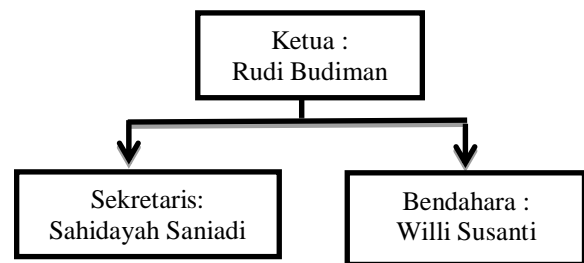 Ketua :
Rudi Budiman
Sekretaris:
Sahidayah Saniadi
Bendahara :
Willi Susanti